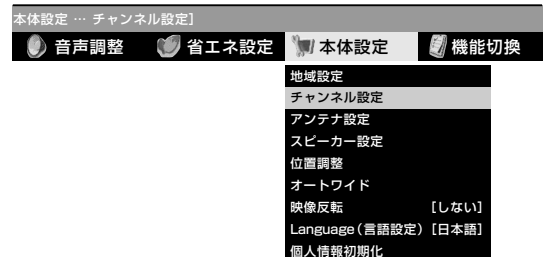 本体設定 … チャンネル設定]
音声調整 省エネ設定 本体設定 機能切換
地域設定
チャンネル設定
アンテナ設定
スピーカー設定
位置調整
オートワイド
映像反転 [しない]
Language(言語設定) [日本語]
個人情報初期化